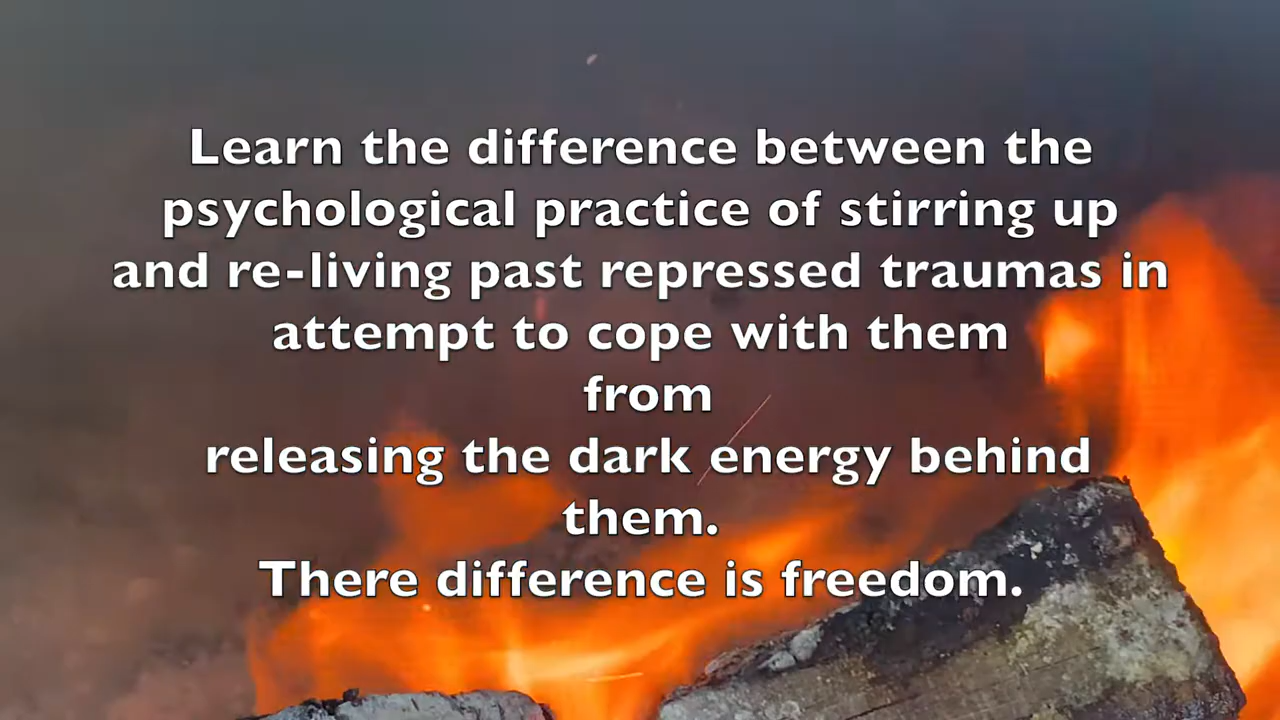 Learn the difference between the
psychological practice of stirring up
and re-living past repressed traumas in
attempt to cope with them
from
releasing the dark energy behind
them.
There difference is freedom.